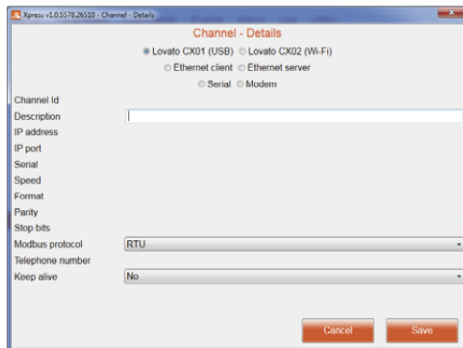 Xpress v1.0.5578.26510 - Channel - Details
Channel - Details
Lovato CX01 (USB) Lovato CX02 (Wi-Fi)
Ethernet client Ethernet server
Serial Modem
Channel Id
Description
IP address
IP port
Serial
Speed
Format
Parity
Stop bits
Modbus protocol RTU
Telephone number
Keep alive No
Cancel Save